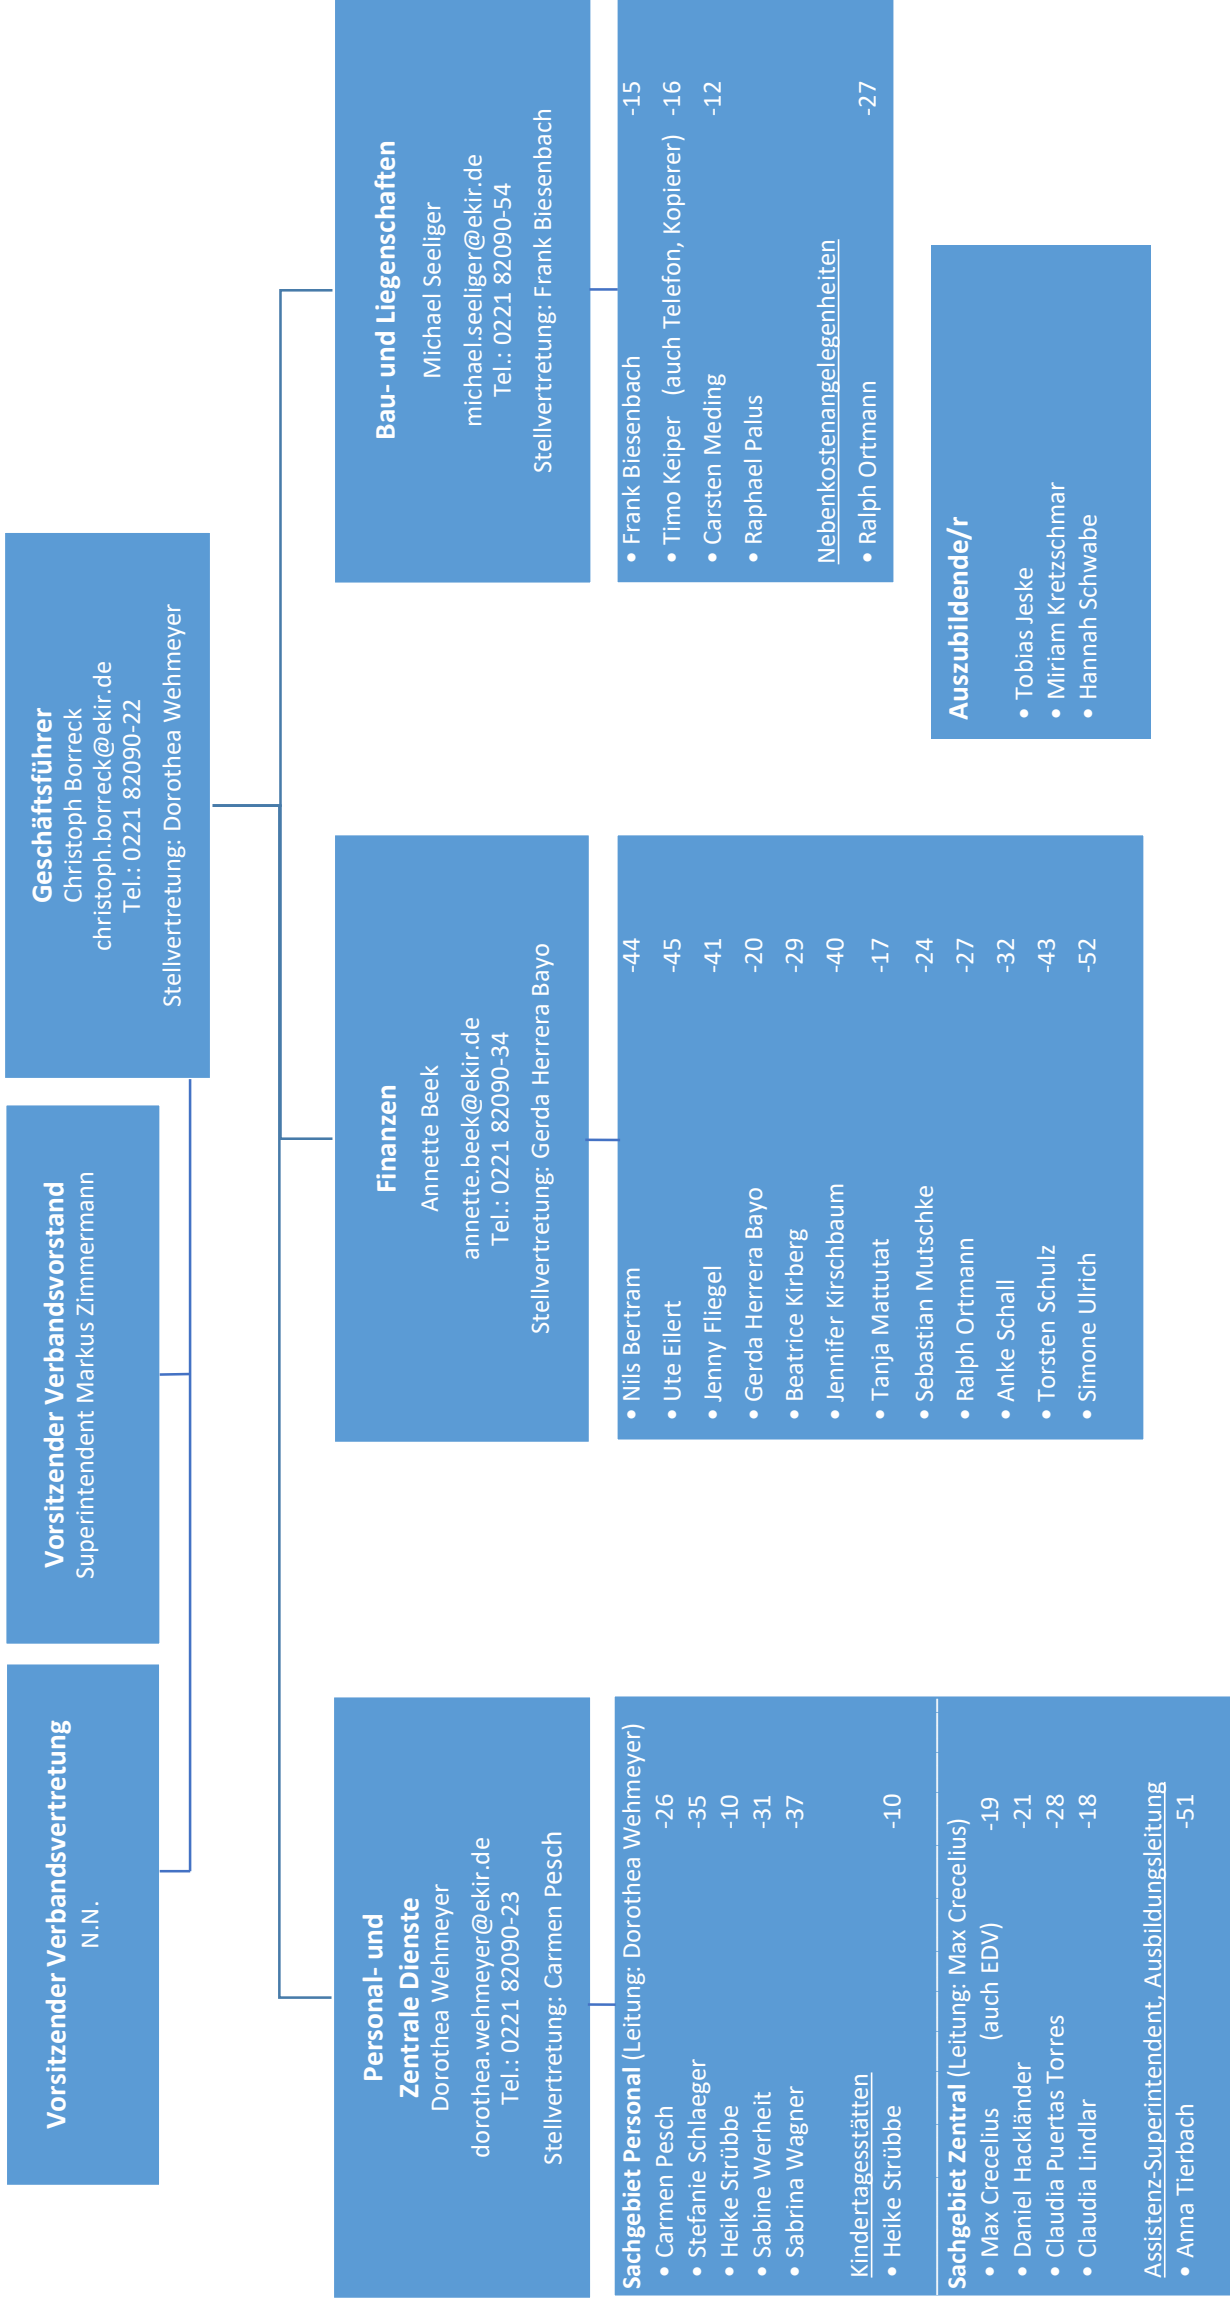 Vorsitzender Verbandsvertretung
N.N.
Vorsitzender Verbandsvorstand
Superintendent Markus Zimmermann
Geschäftsführer
Christoph Borreck
christoph.borreck@ekir.de
Tel.: 0221 82090-22
Stellvertretung: Dorothea Wehmeyer
Personal- und
Zentrale Dienste
Dorothea Wehmeyer
dorothea.wehmeyer@ekir.de
Tel.: 0221 82090-23
Stellvertretung: Carmen Pesch
Sachgebiet Personal (Leitung: Dorothea Wehmeyer)
• Carmen Pesch -26
• Stefanie Schlaeger -35
• Heike Strübbe -10
• Sabine Werheit -31
• Sabrina Wagner -37
Kindertagesstätten
• Heike Strübbe -10
Sachgebiet Zentral (Leitung: Max Crecelius)
• Max Crecelius (auch EDV) -19
• Daniel Hackländer -21
• Claudia Puertas Torres -28
• Claudia Lindlar -18
Assistenz-Superintendent, Ausbildungsleitung
• Anna Tierbach -51
Finanzen
Annette Beek
annette.beek@ekir.de
Tel.: 0221 82090-34
Stellvertretung: Gerda Herrera Bayo
• Nils Bertram -44
• Ute Eilert -45
• Jenny Fliegel -41
• Gerda Herrera Bayo -20
• Beatrice Kirberg -29
• Jennifer Kirschbaum -40
• Tanja Mattutat -17
• Sebastian Mutschke -24
• Ralph Ortmann -27
• Anke Schall -32
• Torsten Schulz -43
• Simone Ulrich -52
Bau- und Liegenschaften
Michael Seeliger
michael.seeliger@ekir.de
Tel.: 0221 82090-54
Stellvertretung: Frank Biesenbach
• Frank Biesenbach -15
• Timo Keiper (auch Telefon, Kopierer) -16
• Carsten Meding -12
• Raphael Palus
Nebenkostenangelegenheiten
• Ralph Ortmann -27
Auszubildende/r
• Tobias Jeske
• Miriam Kretzschmar
• Hannah Schwabe